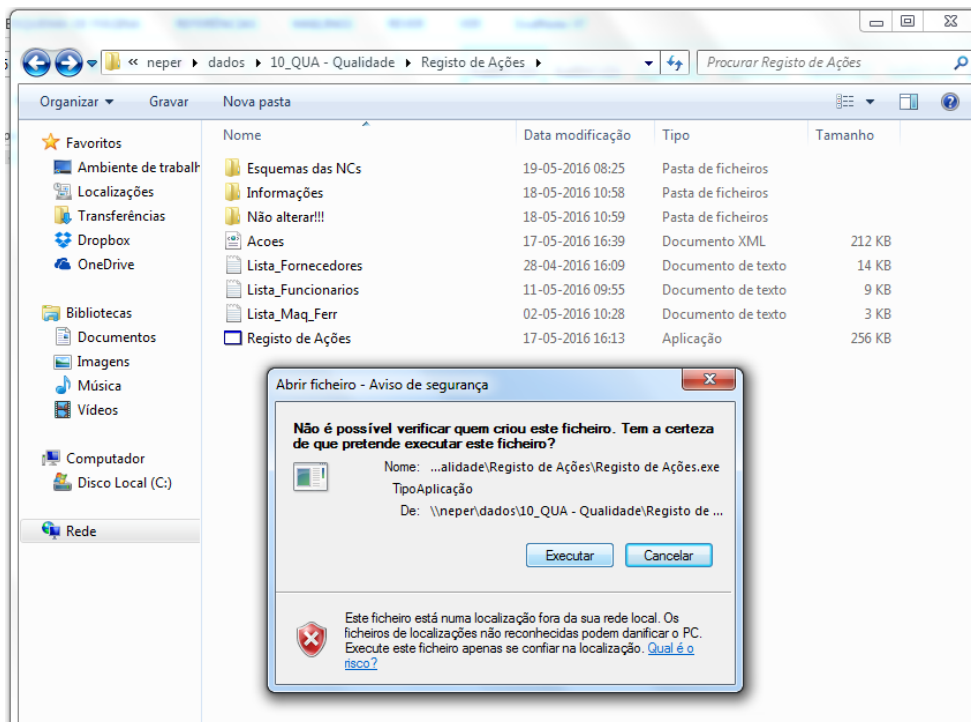 « neper ▸ dados ▸ 10_QUA - Qualidade ▸ Registo de Ações ▸
Procurar Registo de Ações
Organizar Gravar Nova pasta
Nome Data modificação Tipo Tamanho
Favoritos
Ambiente de trabalh
Localizações
Transferências
Dropbox
OneDrive
Bibliotecas
Documentos
Imagens
Música
Vídeos
Computador
Disco Local (C:)
Rede
Esquemas das NCs 19-05-2016 08:25 Pasta de ficheiros
Informações 18-05-2016 10:58 Pasta de ficheiros
Não alterar!!! 18-05-2016 10:59 Pasta de ficheiros
Acoes 17-05-2016 16:39 Documento XML 212 KB
Lista_Fornecedores 28-04-2016 16:09 Documento de texto 14 KB
Lista_Funcionarios 11-05-2016 09:55 Documento de texto 9 KB
Lista_Maq_Ferr 02-05-2016 10:28 Documento de texto 3 KB
Registo de Ações 17-05-2016 16:13 Aplicação 256 KB
Abrir ficheiro - Aviso de segurança
Não é possível verificar quem criou este ficheiro. Tem a certeza
de que pretende executar este ficheiro?
Nome: ...alidade\Registo de Ações\Registo de Ações.exe
TipoAplicação
De: \\neper\dados\10_QUA - Qualidade\Registo de ...
Executar Cancelar
Este ficheiro está numa localização fora da sua rede local. Os
ficheiros de localizações não reconhecidas podem danificar o PC.
Execute este ficheiro apenas se confiar na localização. Qual é o
risco?